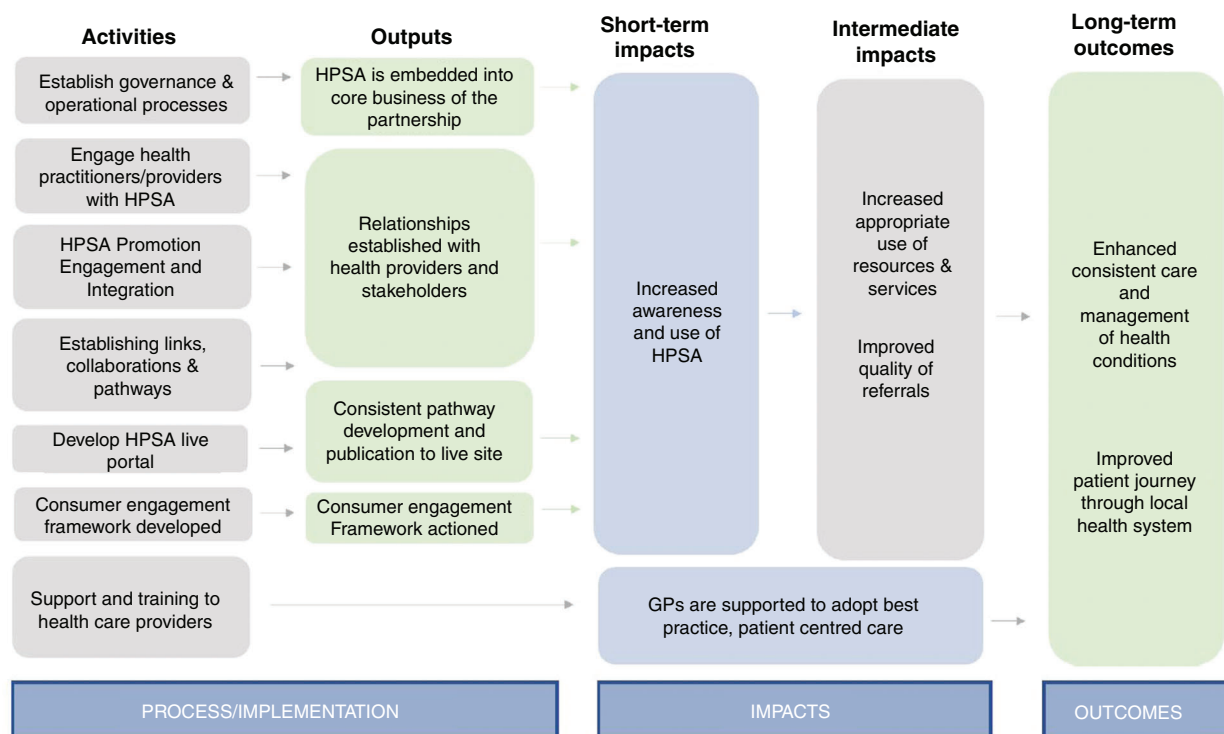 Activities
Outputs
Short-term
impacts
Intermediate
impacts
Long-term
outcomes
Establish governance &
operational processes
Engage health
practitioners/providers
with HPSA
HPSA Promotion
Engagement and
Integration
Establishing links,
collaborations &
pathways
Develop HPSA live
portal
Consumer engagement
framework developed
Support and training to
health care providers
HPSA is embedded into
core business of the
partnership
Relationships
established with
health providers and
stakeholders
Consistent pathway
development and
publication to live site
Consumer engagement
Framework actioned
Increased
awareness
and use of
HPSA
Increased
appropriate
use of
resources &
services
Improved
quality of
referrals
GPs are supported to adopt best
practice, patient centred care
Enhanced
consistent care
and
management
of health
conditions
Improved
patient journey
through local
health system
PROCESS/IMPLEMENTATION
IMPACTS
OUTCOMES